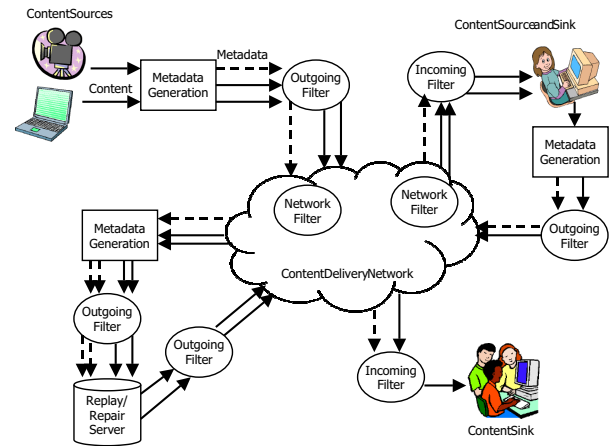 ContentSources
Metadata
Content
Metadata
Generation
Outgoing
Filter
ContentSourceandSink
Incoming
Filter
Metadata
Generation
Outgoing
Filter
Network
Filter
Network
Filter
ContentDeliveryNetwork
Metadata
Generation
Outgoing
Filter
Replay/
Repair
Server
Outgoing
Filter
Incoming
Filter
ContentSink